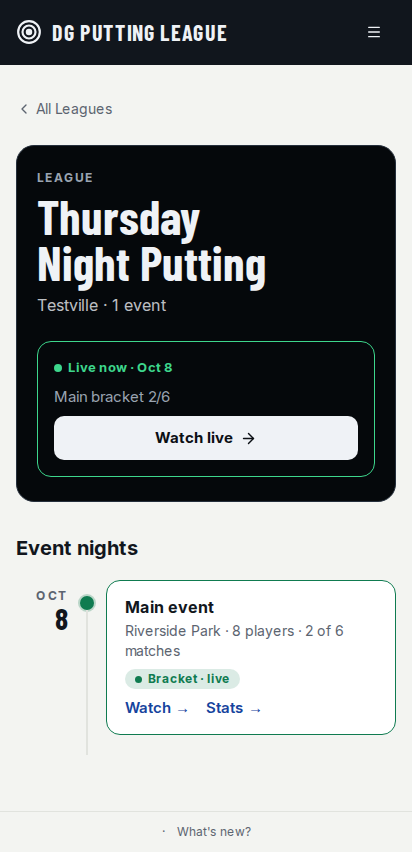 DG PUTTING LEAGUE
All Leagues
LEAGUE
Thursday
Night Putting
Testville · 1 event
Live now · Oct 8
Main bracket 2/6
Watch live →
Event nights
OCT
8
Main event
Riverside Park · 8 players · 2 of 6
matches
Bracket · live
Watch → Stats →
· What's new?